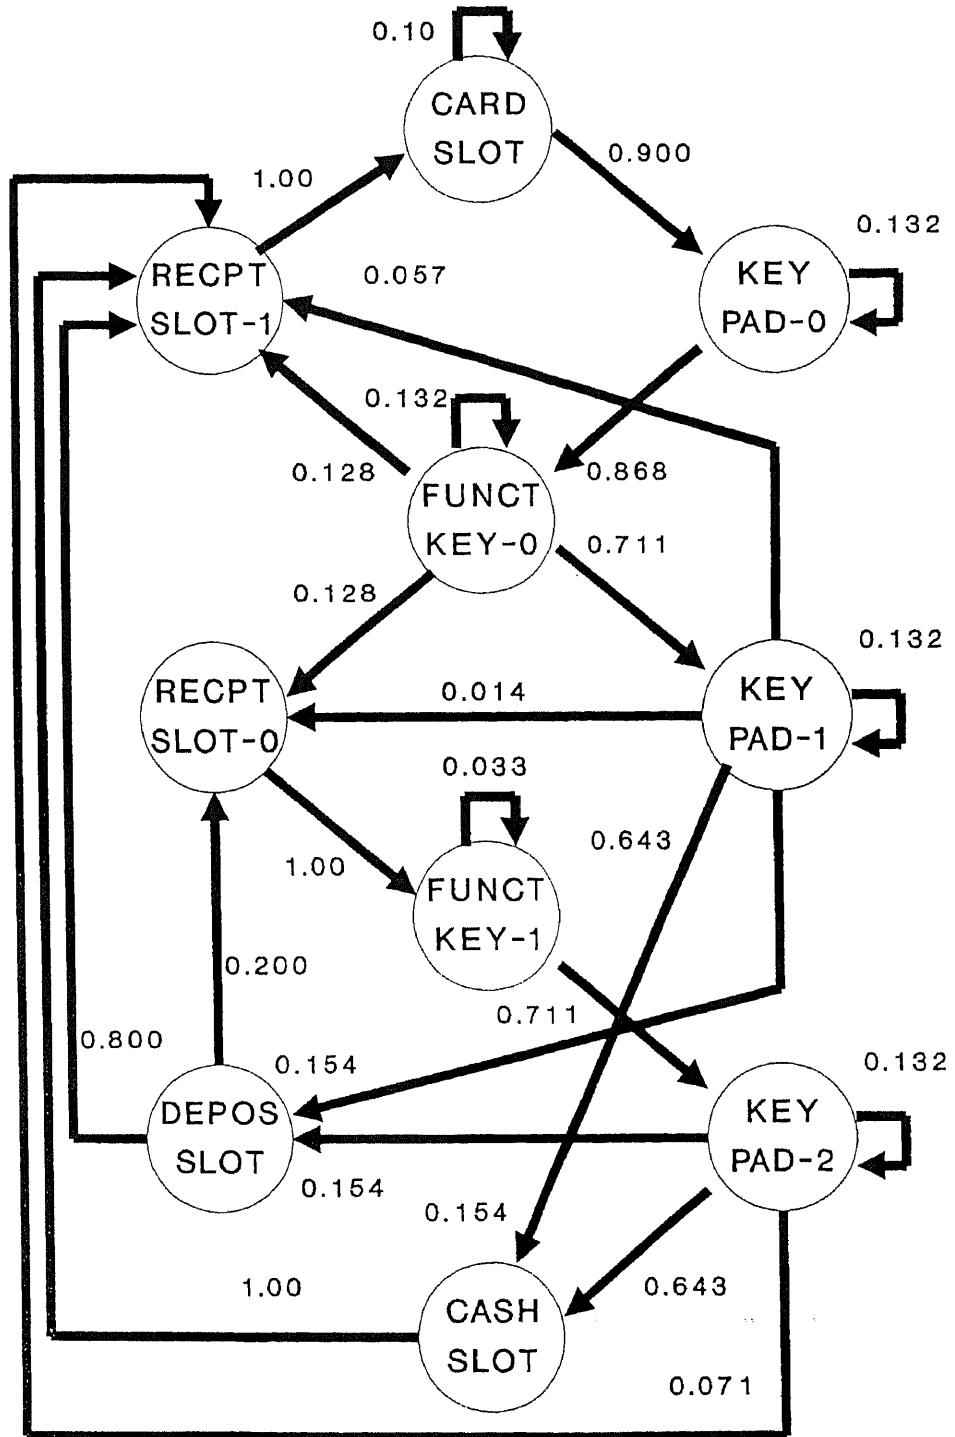 0.10
CARD
SLOT
0.900
1.00
0.132
RECPT
SLOT-1
0.057
KEY
PAD-0
0.132
0.128
0.868
FUNCT
KEY-0
0.711
0.128
0.132
RECPT
SLOT-0
0.014
KEY
PAD-1
0.033
0.643
1.00
FUNCT
KEY-1
0.200
0.711
0.800
0.154
0.132
DEPOS
SLOT
KEY
PAD-2
0.154
0.154
1.00
0.643
CASH
SLOT
0.071